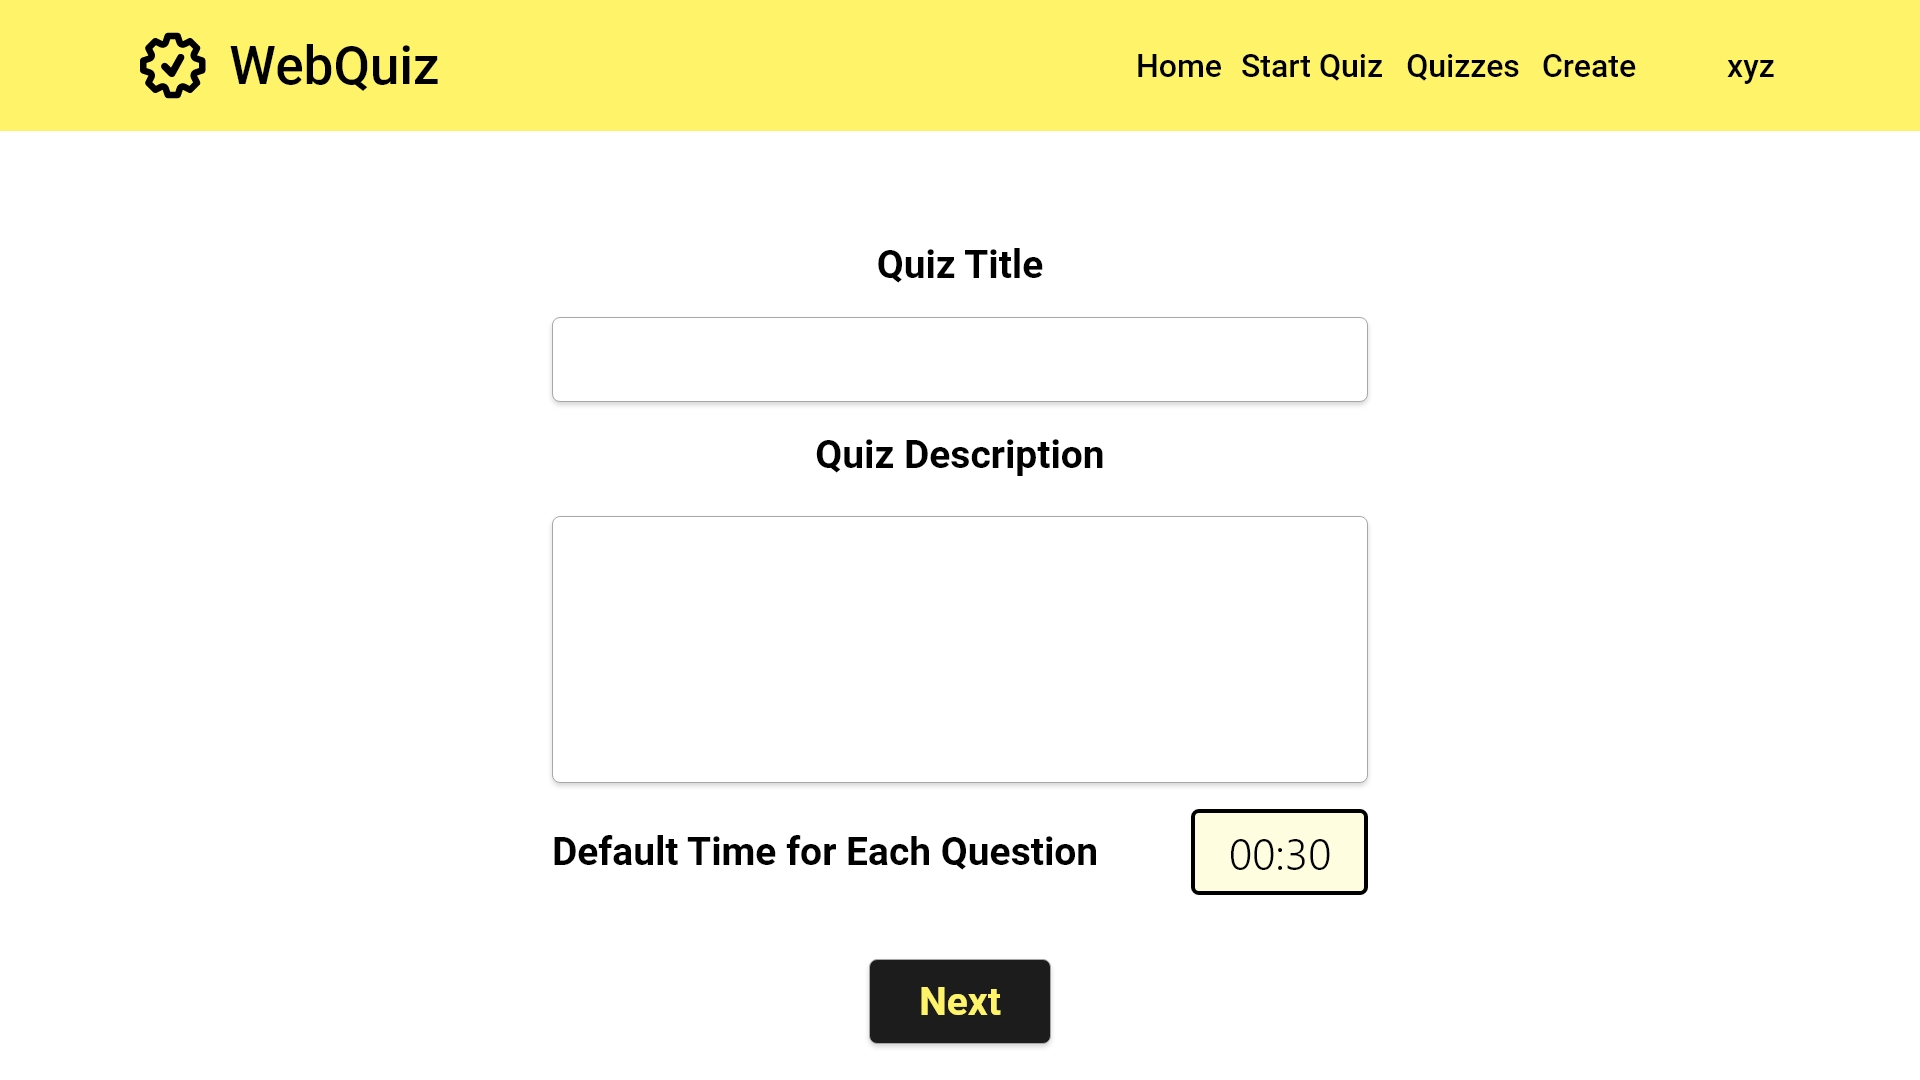 WebQuiz
Home Start Quiz Quizzes Create xyz
Quiz Title
Quiz Description
Default Time for Each Question 00:30
Next